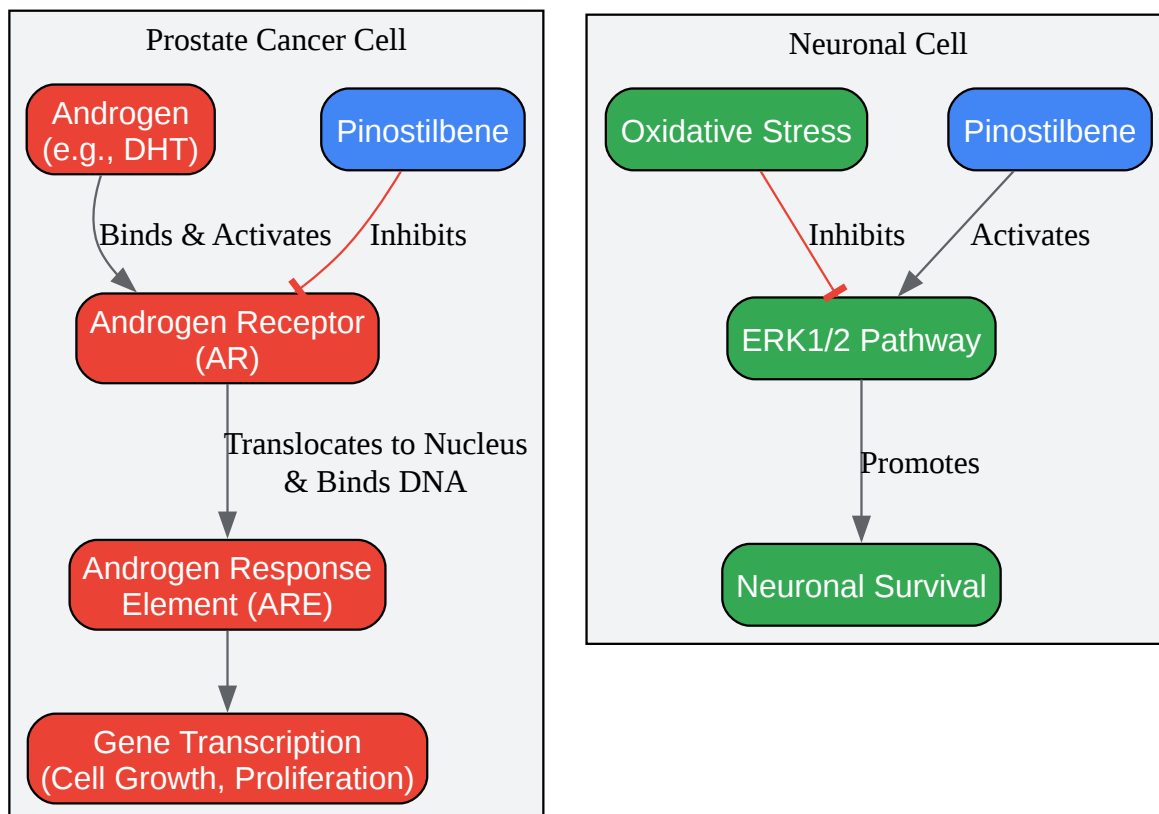 Prostate Cancer Cell
Androgen
(e.g., DHT)
Pinostilbene
Binds & Activates
Inhibits
Androgen Receptor
(AR)
Translocates to Nucleus
& Binds DNA
Androgen Response
Element (ARE)
Gene Transcription
(Cell Growth, Proliferation)
Neuronal Cell
Oxidative Stress
Pinostilbene
Inhibits
Activates
ERK1/2 Pathway
Promotes
Neuronal Survival